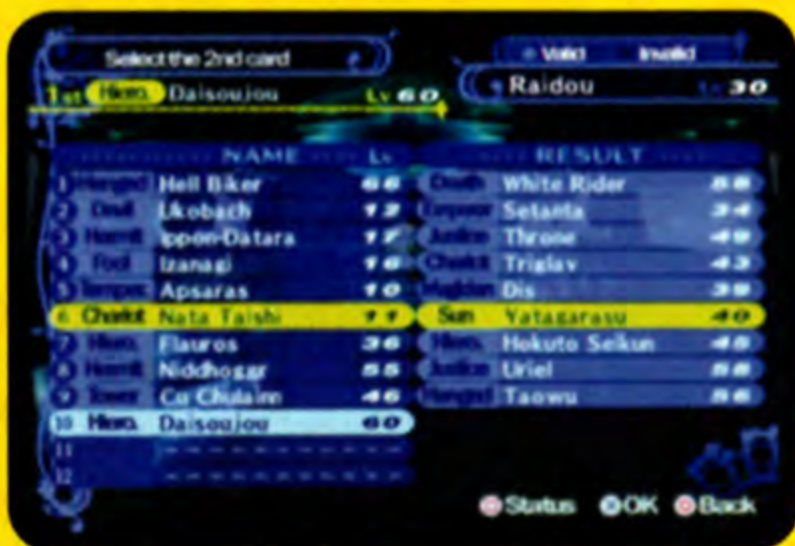 Select the 2nd card
Valid Invalid
1st Hiero. Daisoujou Lv 60
Raidou Lv 30
NAME Lv
RESULT
1 Hanged Hell Biker 66 Death White Rider
2 Devil Ukobach 12 Emperor Setanta 34
3 Hermit Ippon-Datara 17 Justice Throne 49
4 Fool Izanagi 16 Chariot Triglav 43
5 Temper. Apsaras 10 Magician Dis 39
6 Chariot Nata Taishi 11 Sun Yatagarasu 40
7 Hiero. Flauros 36 Hiero. Hokuto Seikun 45
8 Hermit Niddhoggr 55 Justice Uriel
9 Tower Cu Chulainn 46 Hanged Taowu 56
10 Hiero. Daisoujou 60
11
12
Status OK Back